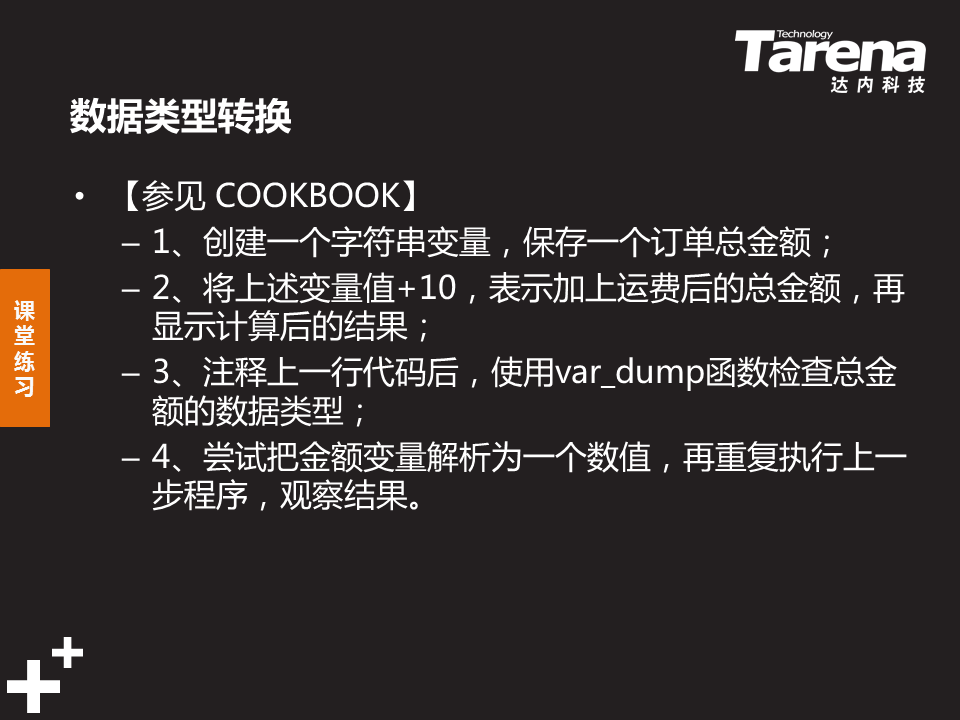 Technology
Tarena
达内科技
数据类型转换
• 【参见 COOKBOOK】
– 1、创建一个字符串变量，保存一个订单总金额；
– 2、将上述变量值+10，表示加上运费后的总金额，再
显示计算后的结果；
– 3、注释上一行代码后，使用var_dump函数检查总金
额的数据类型；
– 4、尝试把金额变量解析为一个数值，再重复执行上一
步程序，观察结果。
课
堂
练
习